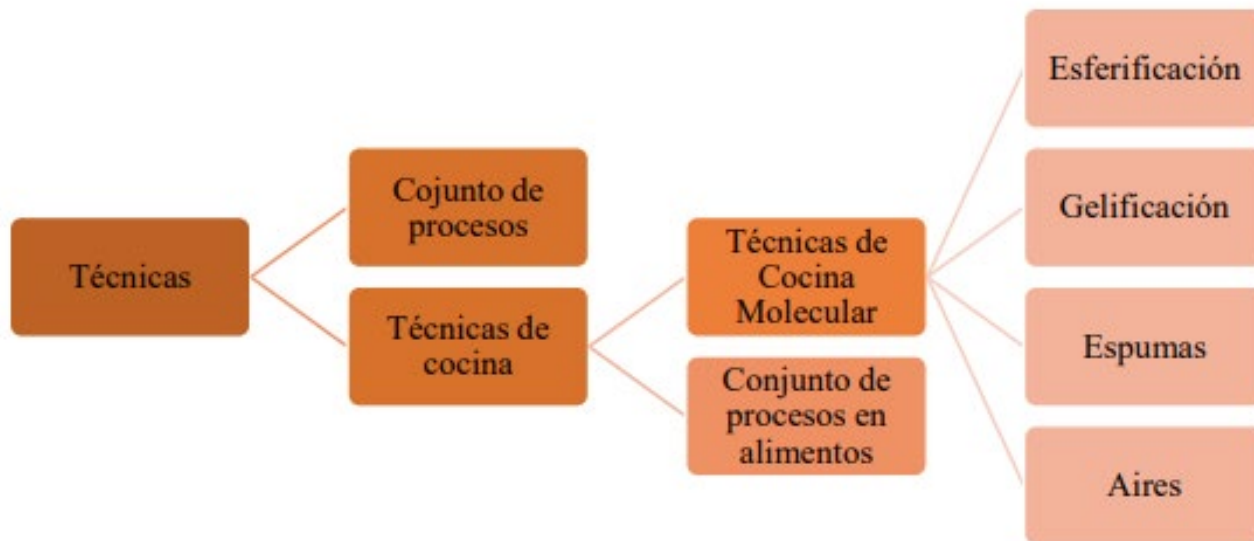 Técnicas
Cojunto de
procesos
Técnicas de
cocina
Técnicas de
Cocina
Molecular
Conjunto de
procesos en
alimentos
Esferificación
Gelificación
Espumas
Aires